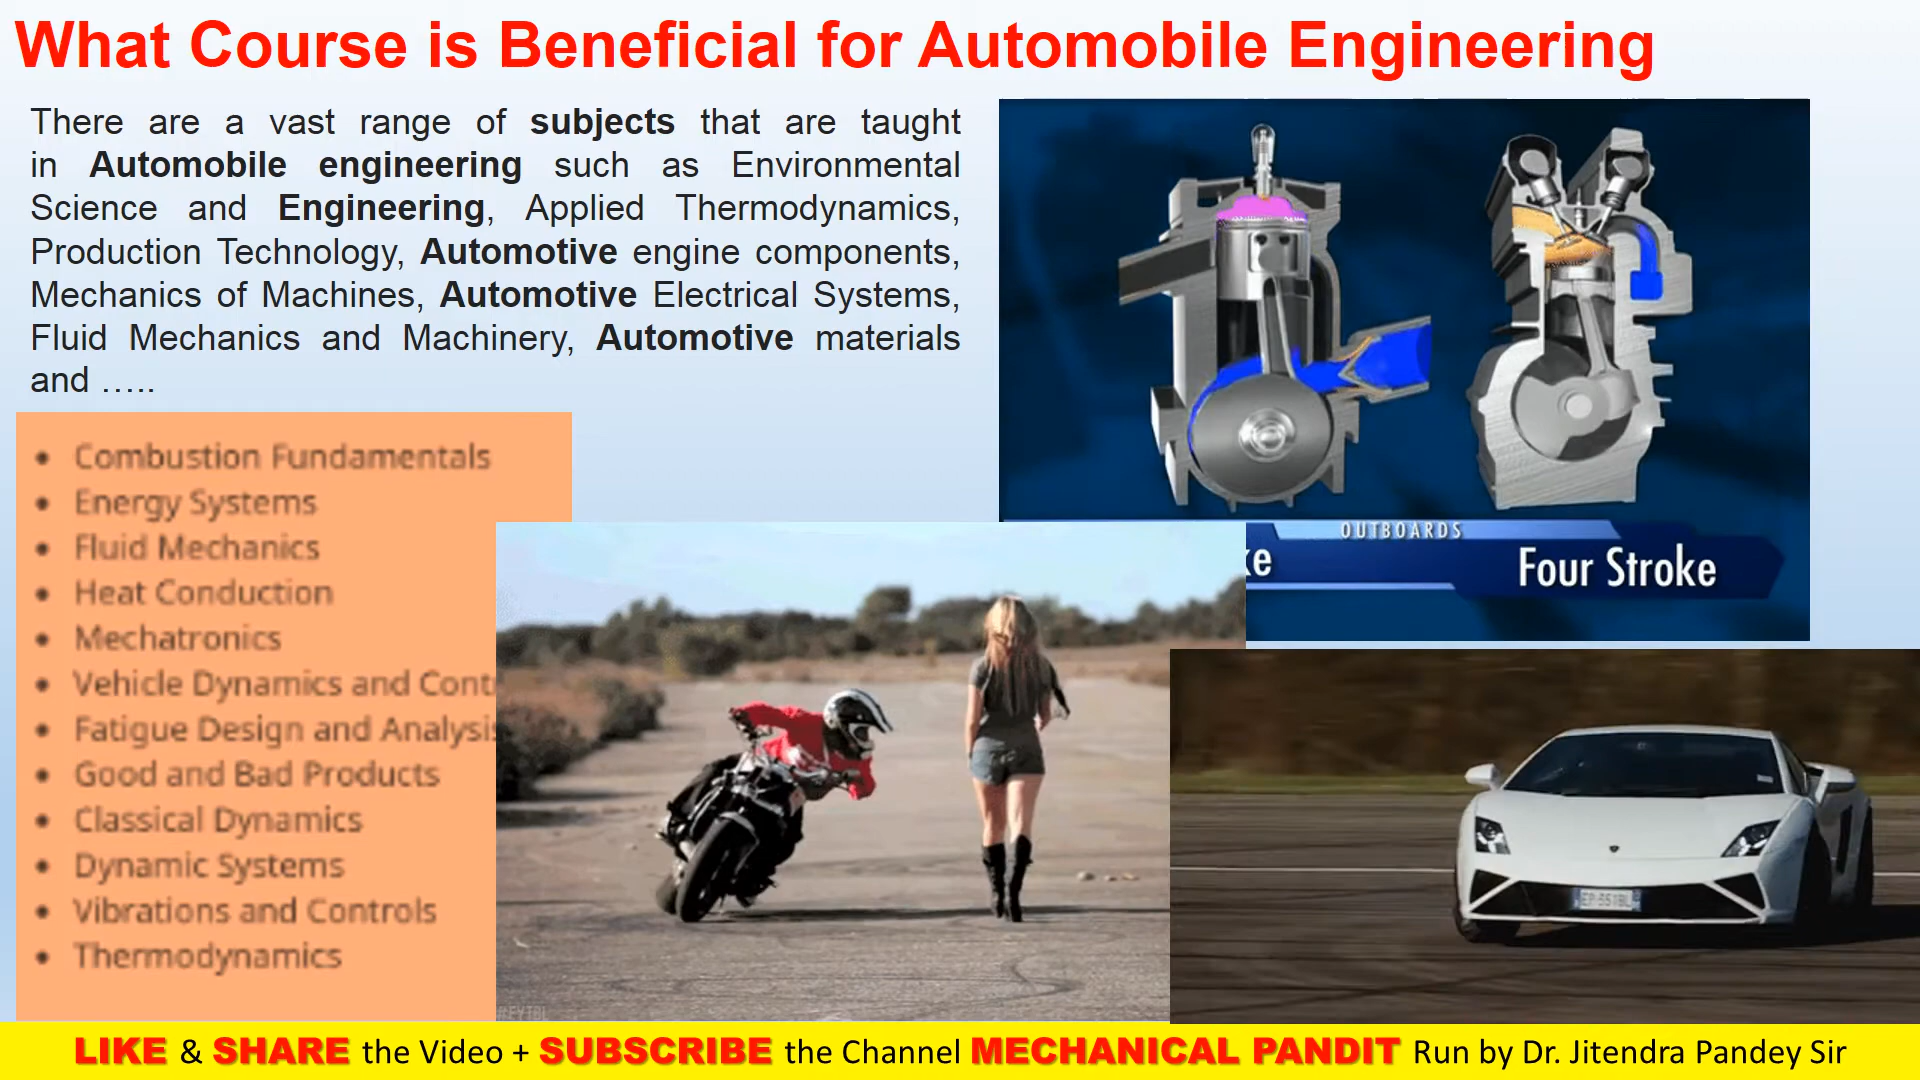 What Course is Beneficial for Automobile Engineering
There are a vast range of subjects that are taught
in Automobile engineering such as Environmental
Science and Engineering, Applied Thermodynamics,
Production Technology, Automotive engine components,
Mechanics of Machines, Automotive Electrical Systems,
Fluid Mechanics and Machinery, Automotive materials
and …..
• Combustion Fundamentals
• Energy Systems
• Fluid Mechanics
• Heat Conduction
• Mechatronics
• Vehicle Dynamics and Cont
• Fatigue Design and Analysis
• Good and Bad Products
• Classical Dynamics
• Dynamic Systems
• Vibrations and Controls
• Thermodynamics
OUTBOARDS
ke
Four Stroke
LIKE & SHARE the Video + SUBSCRIBE the Channel MECHANICAL PANDIT Run by Dr. Jitendra Pandey Sir